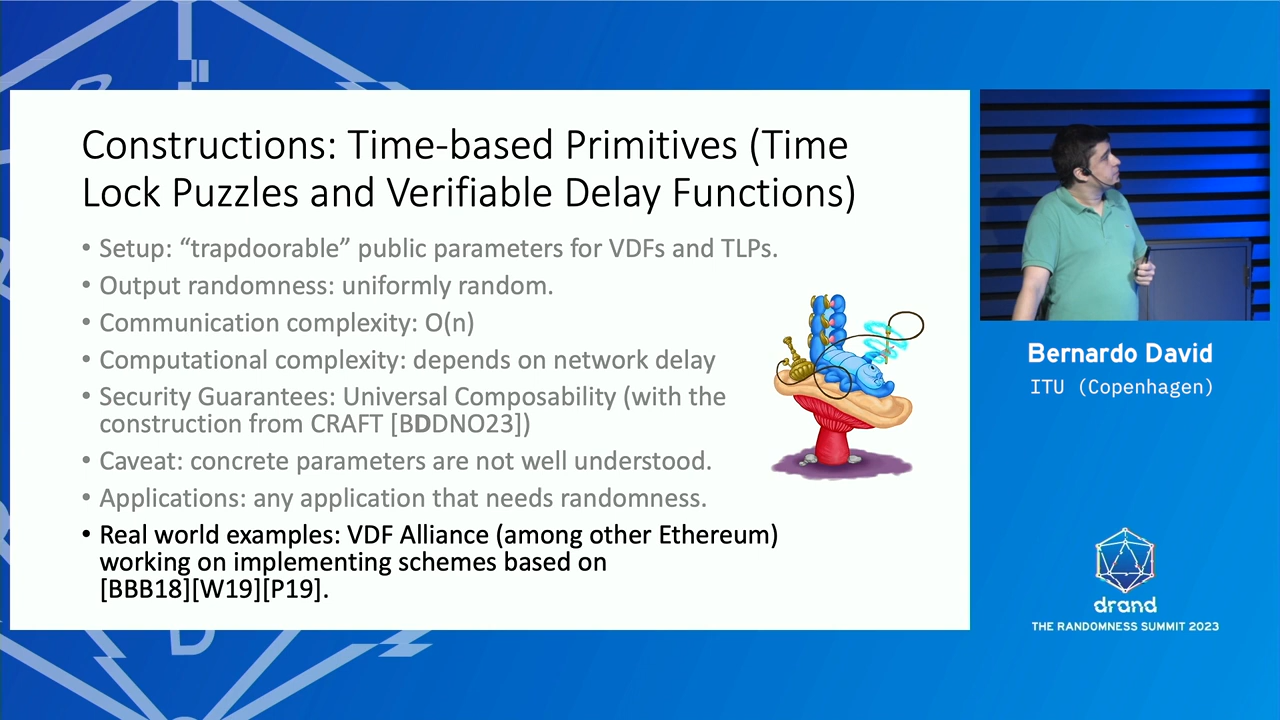 Constructions: Time-based Primitives (Time
Lock Puzzles and Verifiable Delay Functions)
• Setup: “trapdoorable” public parameters for VDFs and TLPs.
• Output randomness: uniformly random.
• Communication complexity: O(n)
• Computational complexity: depends on network delay
• Security Guarantees: Universal Composability (with the
construction from CRAFT [BDDNO23])
• Caveat: concrete parameters are not well understood.
• Applications: any application that needs randomness.
• Real world examples: VDF Alliance (among other Ethereum)
working on implementing schemes based on
[BBB18][W19][P19].
Bernardo David
ITU (Copenhagen)
drand
THE RANDOMNESS SUMMIT 2023